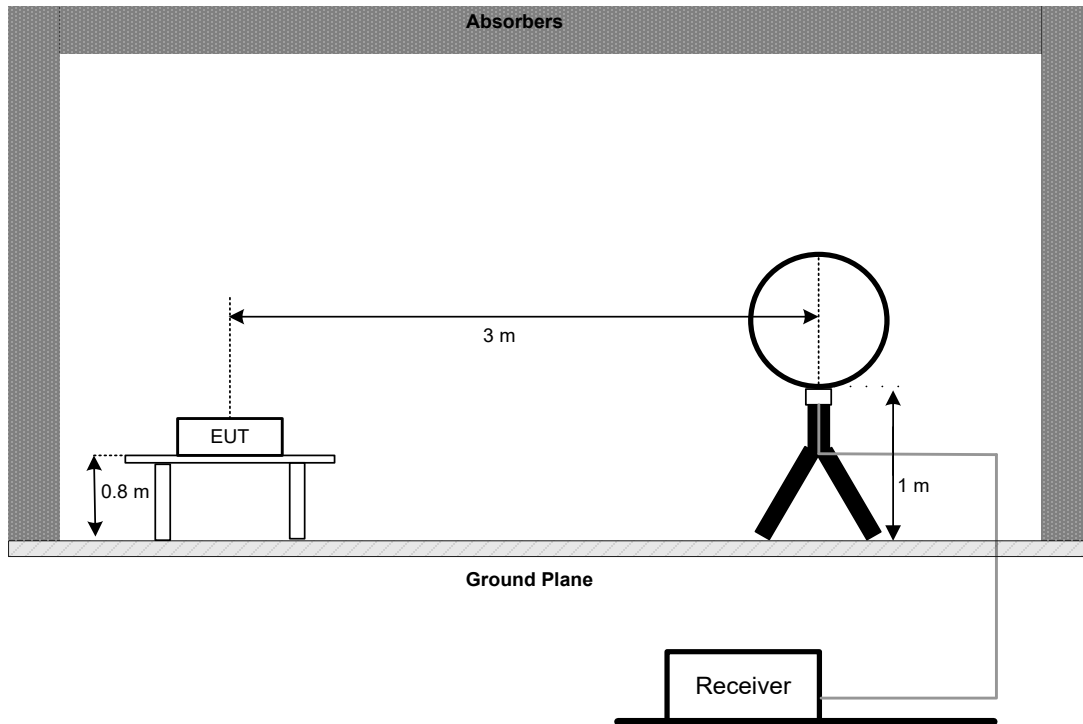 Absorbers
3 m
EUT
0.8 m
1 m
Ground Plane
Receiver